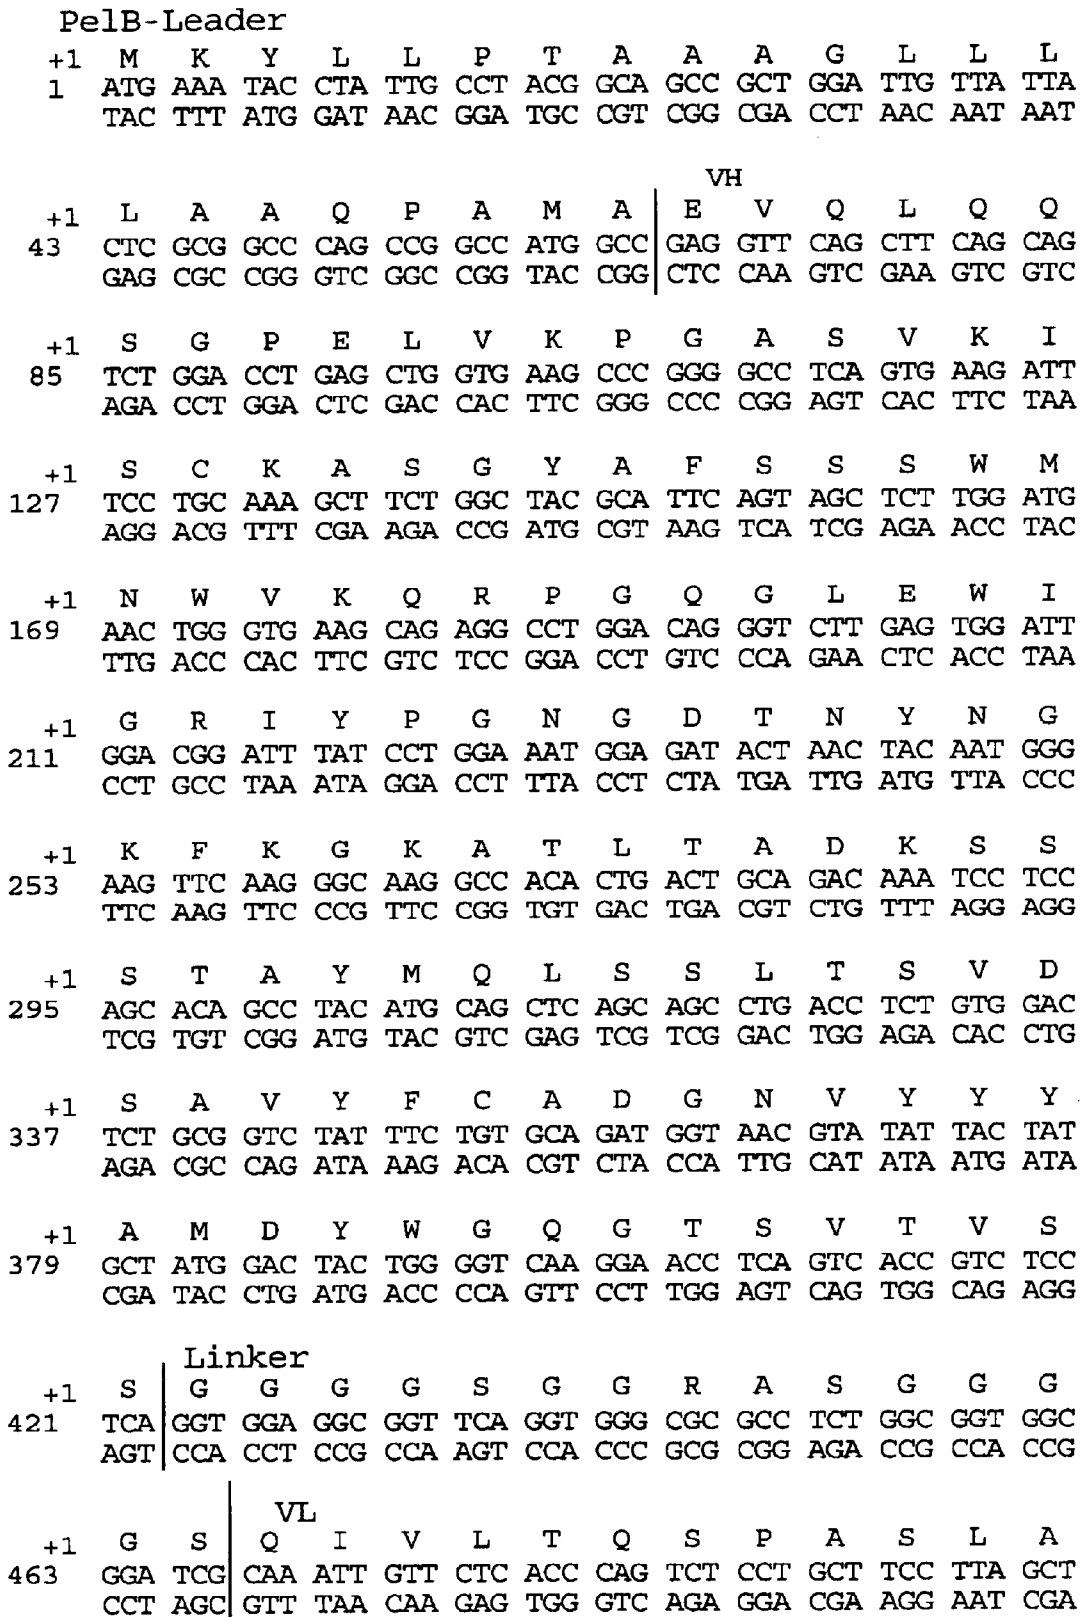 PelB-Leader
+1 M K Y L L P T A A A G L L L
1 ATG AAA TAC CTA TTG CCT ACG GCA GCC GCT GGA TTG TTA TTA
TAC TTT ATG GAT AAC GGA TGC CGT CGG CGA CCT AAC AAT AAT
VH
+1 L A A Q P A M A E V Q L Q Q
43 CTC GCG GCC CAG CCG GCC ATG GCC GAG GTT CAG CTT CAG CAG
GAG CGC CGG GTC GGC CGG TAC CGG CTC CAA GTC GAA GTC GTC
+1 S G P E L V K P G A S V K I
85 TCT GGA CCT GAG CTG GTG AAG CCC GGG GCC TCA GTG AAG ATT
AGA CCT GGA CTC GAC CAC TTC GGG CCC CGG AGT CAC TTC TAA
+1 S C K A S G Y A F S S S W M
127 TCC TGC AAA GCT TCT GGC TAC GCA TTC AGT AGC TCT TGG ATG
AGG ACG TTT CGA AGA CCG ATG CGT AAG TCA TCG AGA ACC TAC
+1 N W V K Q R P G Q G L E W I
169 AAC TGG GTG AAG CAG AGG CCT GGA CAG GGT CTT GAG TGG ATT
TTG ACC CAC TTC GTC TCC GGA CCT GTC CCA GAA CTC ACC TAA
+1 G R I Y P G N G D T N Y N G
211 GGA CGG ATT TAT CCT GGA AAT GGA GAT ACT AAC TAC AAT GGG
CCT GCC TAA ATA GGA CCT TTA CCT CTA TGA TTG ATG TTA CCC
+1 K F K G K A T L T A D K S S
253 AAG TTC AAG GGC AAG GCC ACA CTG ACT GCA GAC AAA TCC TCC
TTC AAG TTC CCG TTC CGG TGT GAC TGA CGT CTG TTT AGG AGG
+1 S T A Y M Q L S S L T S V D
295 AGC ACA GCC TAC ATG CAG CTC AGC AGC CTG ACC TCT GTG GAC
TCG TGT CGG ATG TAC GTC GAG TCG TCG GAC TGG AGA CAC CTG
+1 S A V Y F C A D G N V Y Y Y
337 TCT GCG GTC TAT TTC TGT GCA GAT GGT AAC GTA TAT TAC TAT
AGA CGC CAG ATA AAG ACA CGT CTA CCA TTG CAT ATA ATG ATA
+1 A M D Y W G Q G T S V T V S
379 GCT ATG GAC TAC TGG GGT CAA GGA ACC TCA GTC ACC GTC TCC
CGA TAC CTG ATG ACC CCA GTT CCT TGG AGT CAG TGG CAG AGG
Linker
+1 S G G G G S G G R A S G G G
421 TCA GGT GGA GGC GGT TCA GGT GGG CGC GCC TCT GGC GGT GGC
AGT CCA CCT CCG CCA AGT CCA CCC GCG CGG AGA CCG CCA CCG
VL
+1 G S Q I V L T Q S P A S L A
463 GGA TCG CAA ATT GTT CTC ACC CAG TCT CCT GCT TCC TTA GCT
CCT AGC GTT TAA CAA GAG TGG GTC AGA GGA CGA AGG AAT CGA